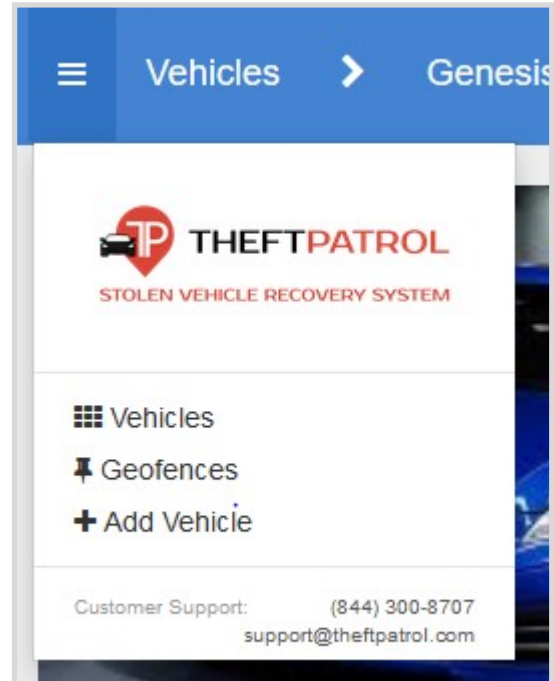 Vehicles Genesis
TP THEFTPATROL
STOLEN VEHICLE RECOVERY SYSTEM
Vehicles
Geofences
Add Vehicle
Customer Support: (844) 300-8707
support@theftpatrol.com